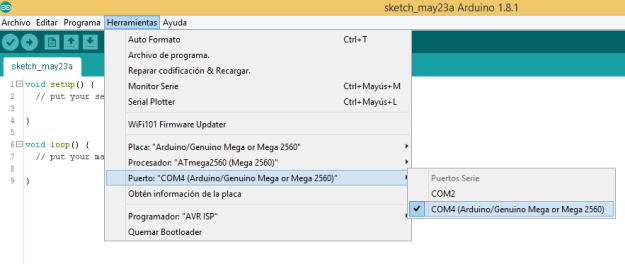 sketch_may23a Arduino 1.8.1
Archivo Editar Programa Herramientas Ayuda
sketch_may23a
1 void setup() {
2 // put your se
3
4 }
5
6 void loop() {
7 // put your ma
8
9 }
Auto Formato Ctrl+T
Archivo de programa.
Reparar codificación & Recargar.
Monitor Serie Ctrl+Mayús+M
Serial Plotter Ctrl+Mayús+L
WiFi101 Firmware Updater
Placa: "Arduino/Genuino Mega or Mega 2560"
Procesador: "ATmega2560 (Mega 2560)"
Puerto: "COM4 (Arduino/Genuino Mega or Mega 2560)"
Obtén información de la placa
Programador: "AVR ISP"
Quemar Bootloader
Puertos Serie
COM2
COM4 (Arduino/Genuino Mega or Mega 2560)